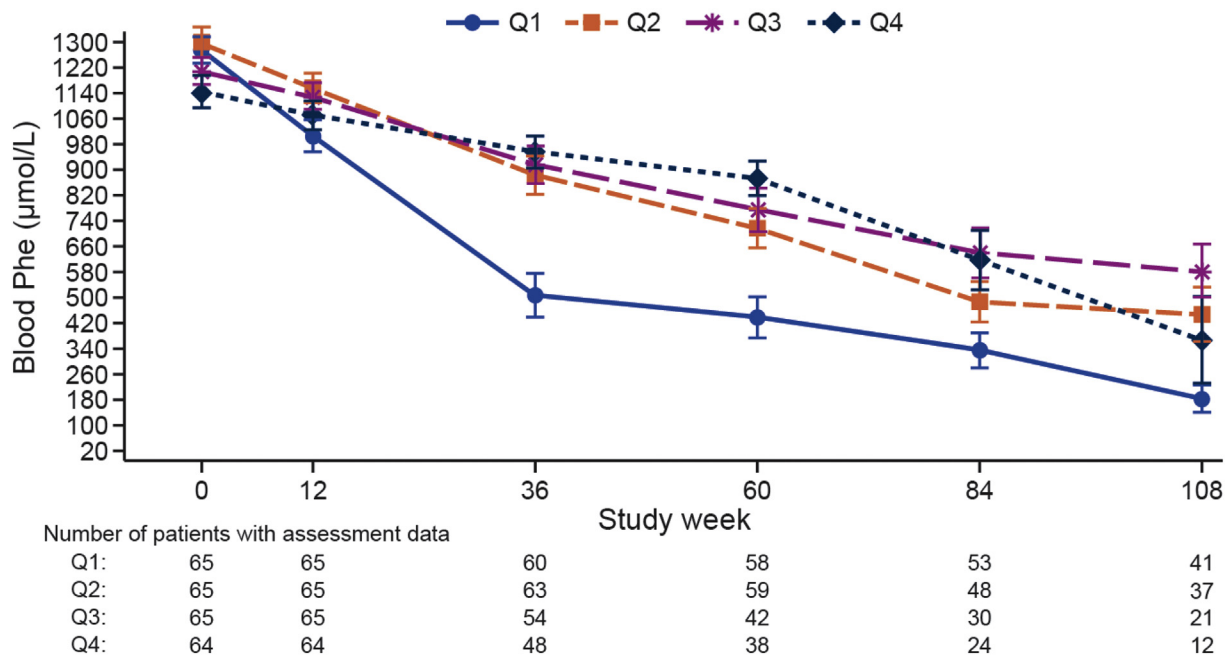 Q1 Q2 Q3 Q4
Blood Phe (µmol/L)
1300
1220
1140
1060
980
900
820
740
660
580
500
420
340
260
180
100
20
0 12 36 60 84 108
Study week
Number of patients with assessment data
Q1: 65 65 60 58 53 41
Q2: 65 65 63 59 48 37
Q3: 65 65 54 42 30 21
Q4: 64 64 48 38 24 12